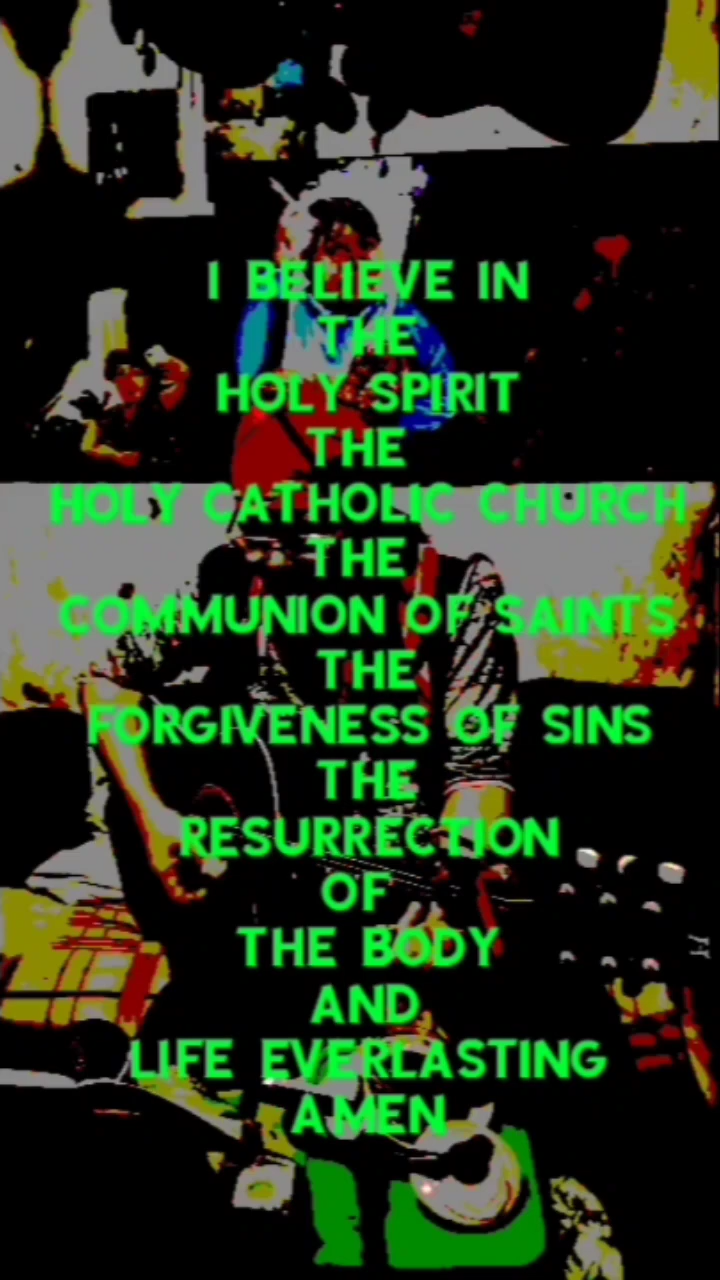 I BELIEVE IN
THE
HOLY SPIRIT
THE
HOLY CATHOLIC CHURCH
THE
COMMUNION OF SAINTS
THE
FORGIVENESS OF SINS
THE
RESURRECTION
OF
THE BODY
AND
LIFE EVERLASTING
AMEN